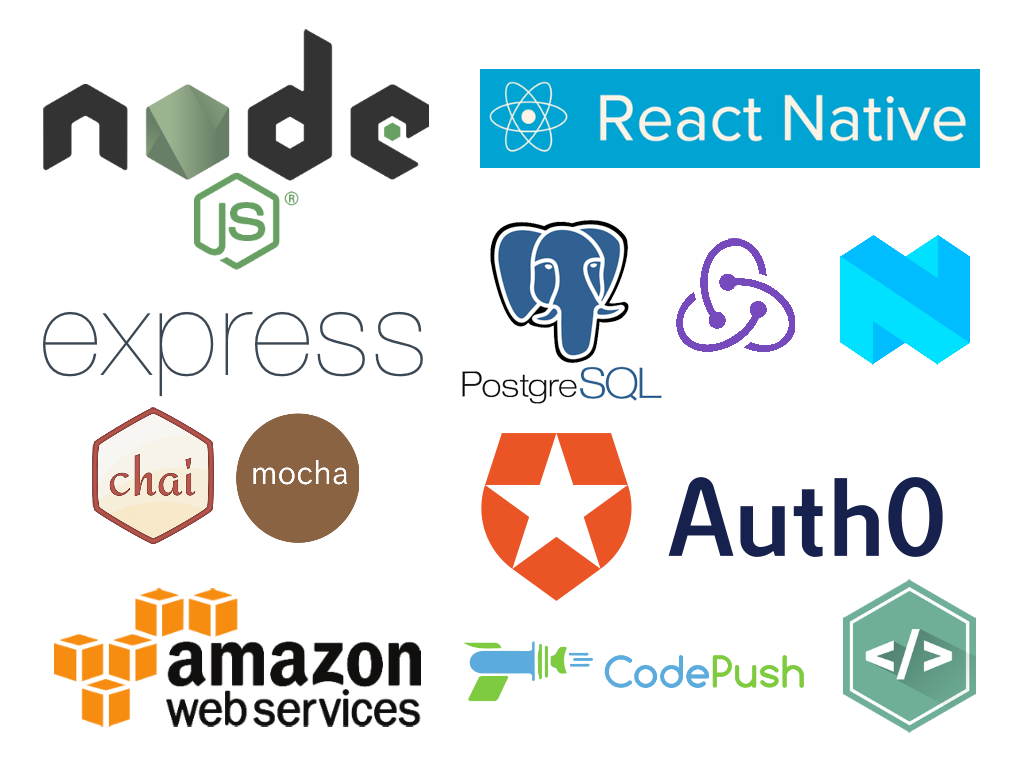 node
JS®
React Native
express
PostgreSQL
chai
mocha
Auth0
amazon
web services
CodePush
</>